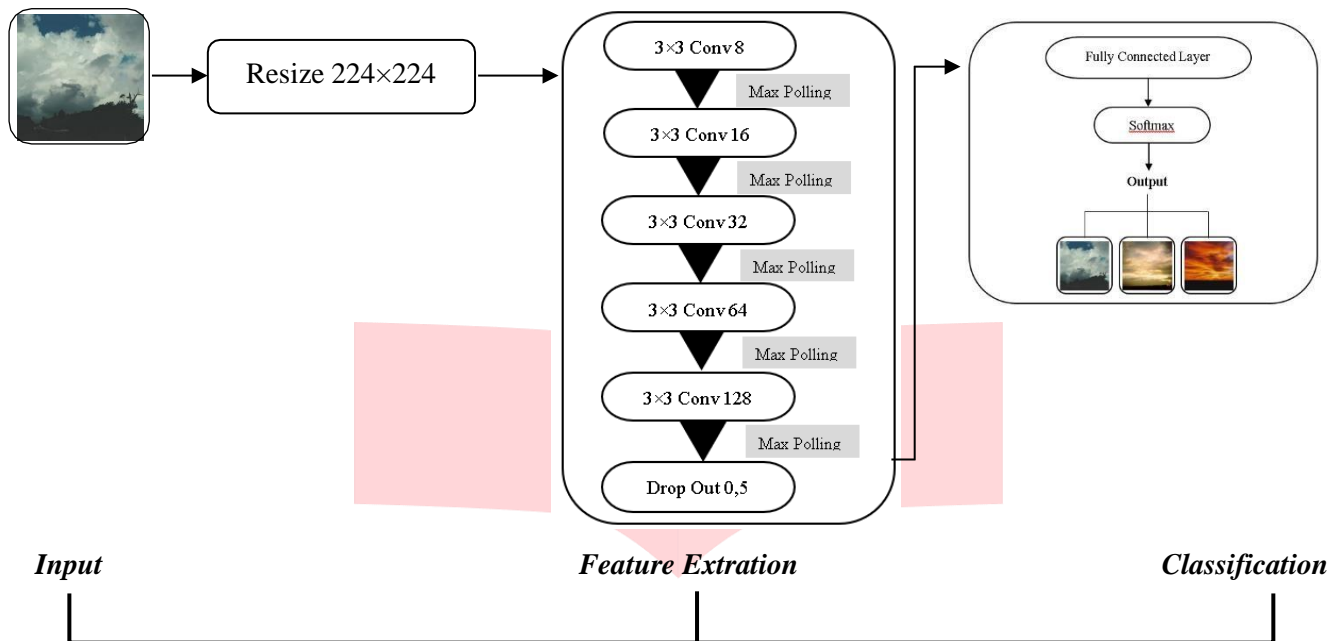 Resize 224×224
3×3 Conv 8
Max Polling
3×3 Conv 16
Max Polling
3×3 Conv 32
Max Polling
3×3 Conv 64
Max Polling
3×3 Conv 128
Max Polling
Drop Out 0,5
Fully Connected Layer
Softmax
Output
Input
Feature Extration
Classification